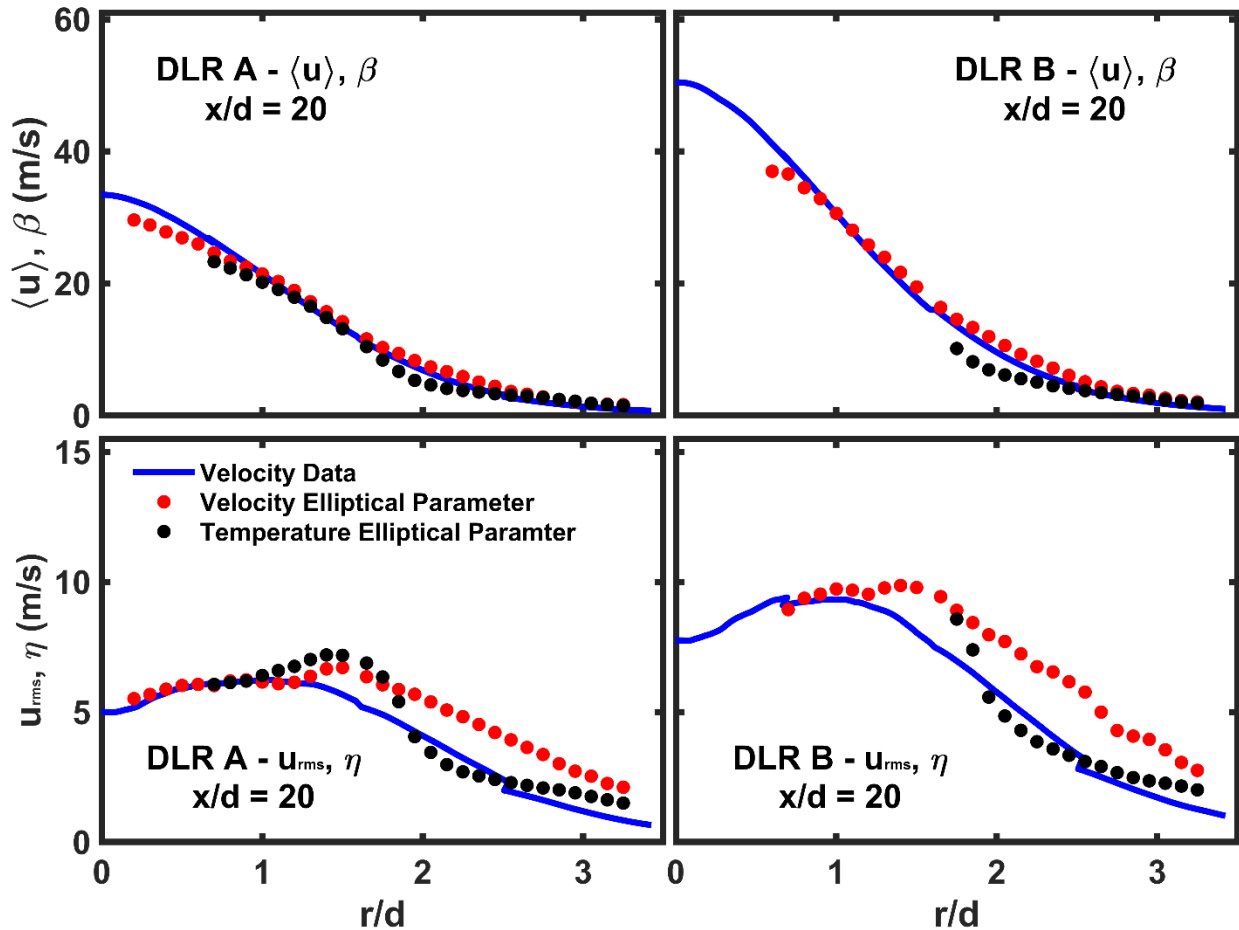 60
40
20
0
⟨u⟩, β (m/s)
DLR A - ⟨u⟩, β
x/d = 20
DLR B - ⟨u⟩, β
x/d = 20
15
10
5
0
urms, η (m/s)
Velocity Data
Velocity Elliptical Parameter
Temperature Elliptical Paramter
DLR A - urms, η
x/d = 20
DLR B - urms, η
x/d = 20
0 1 2 3
0 1 2 3
r/d
r/d